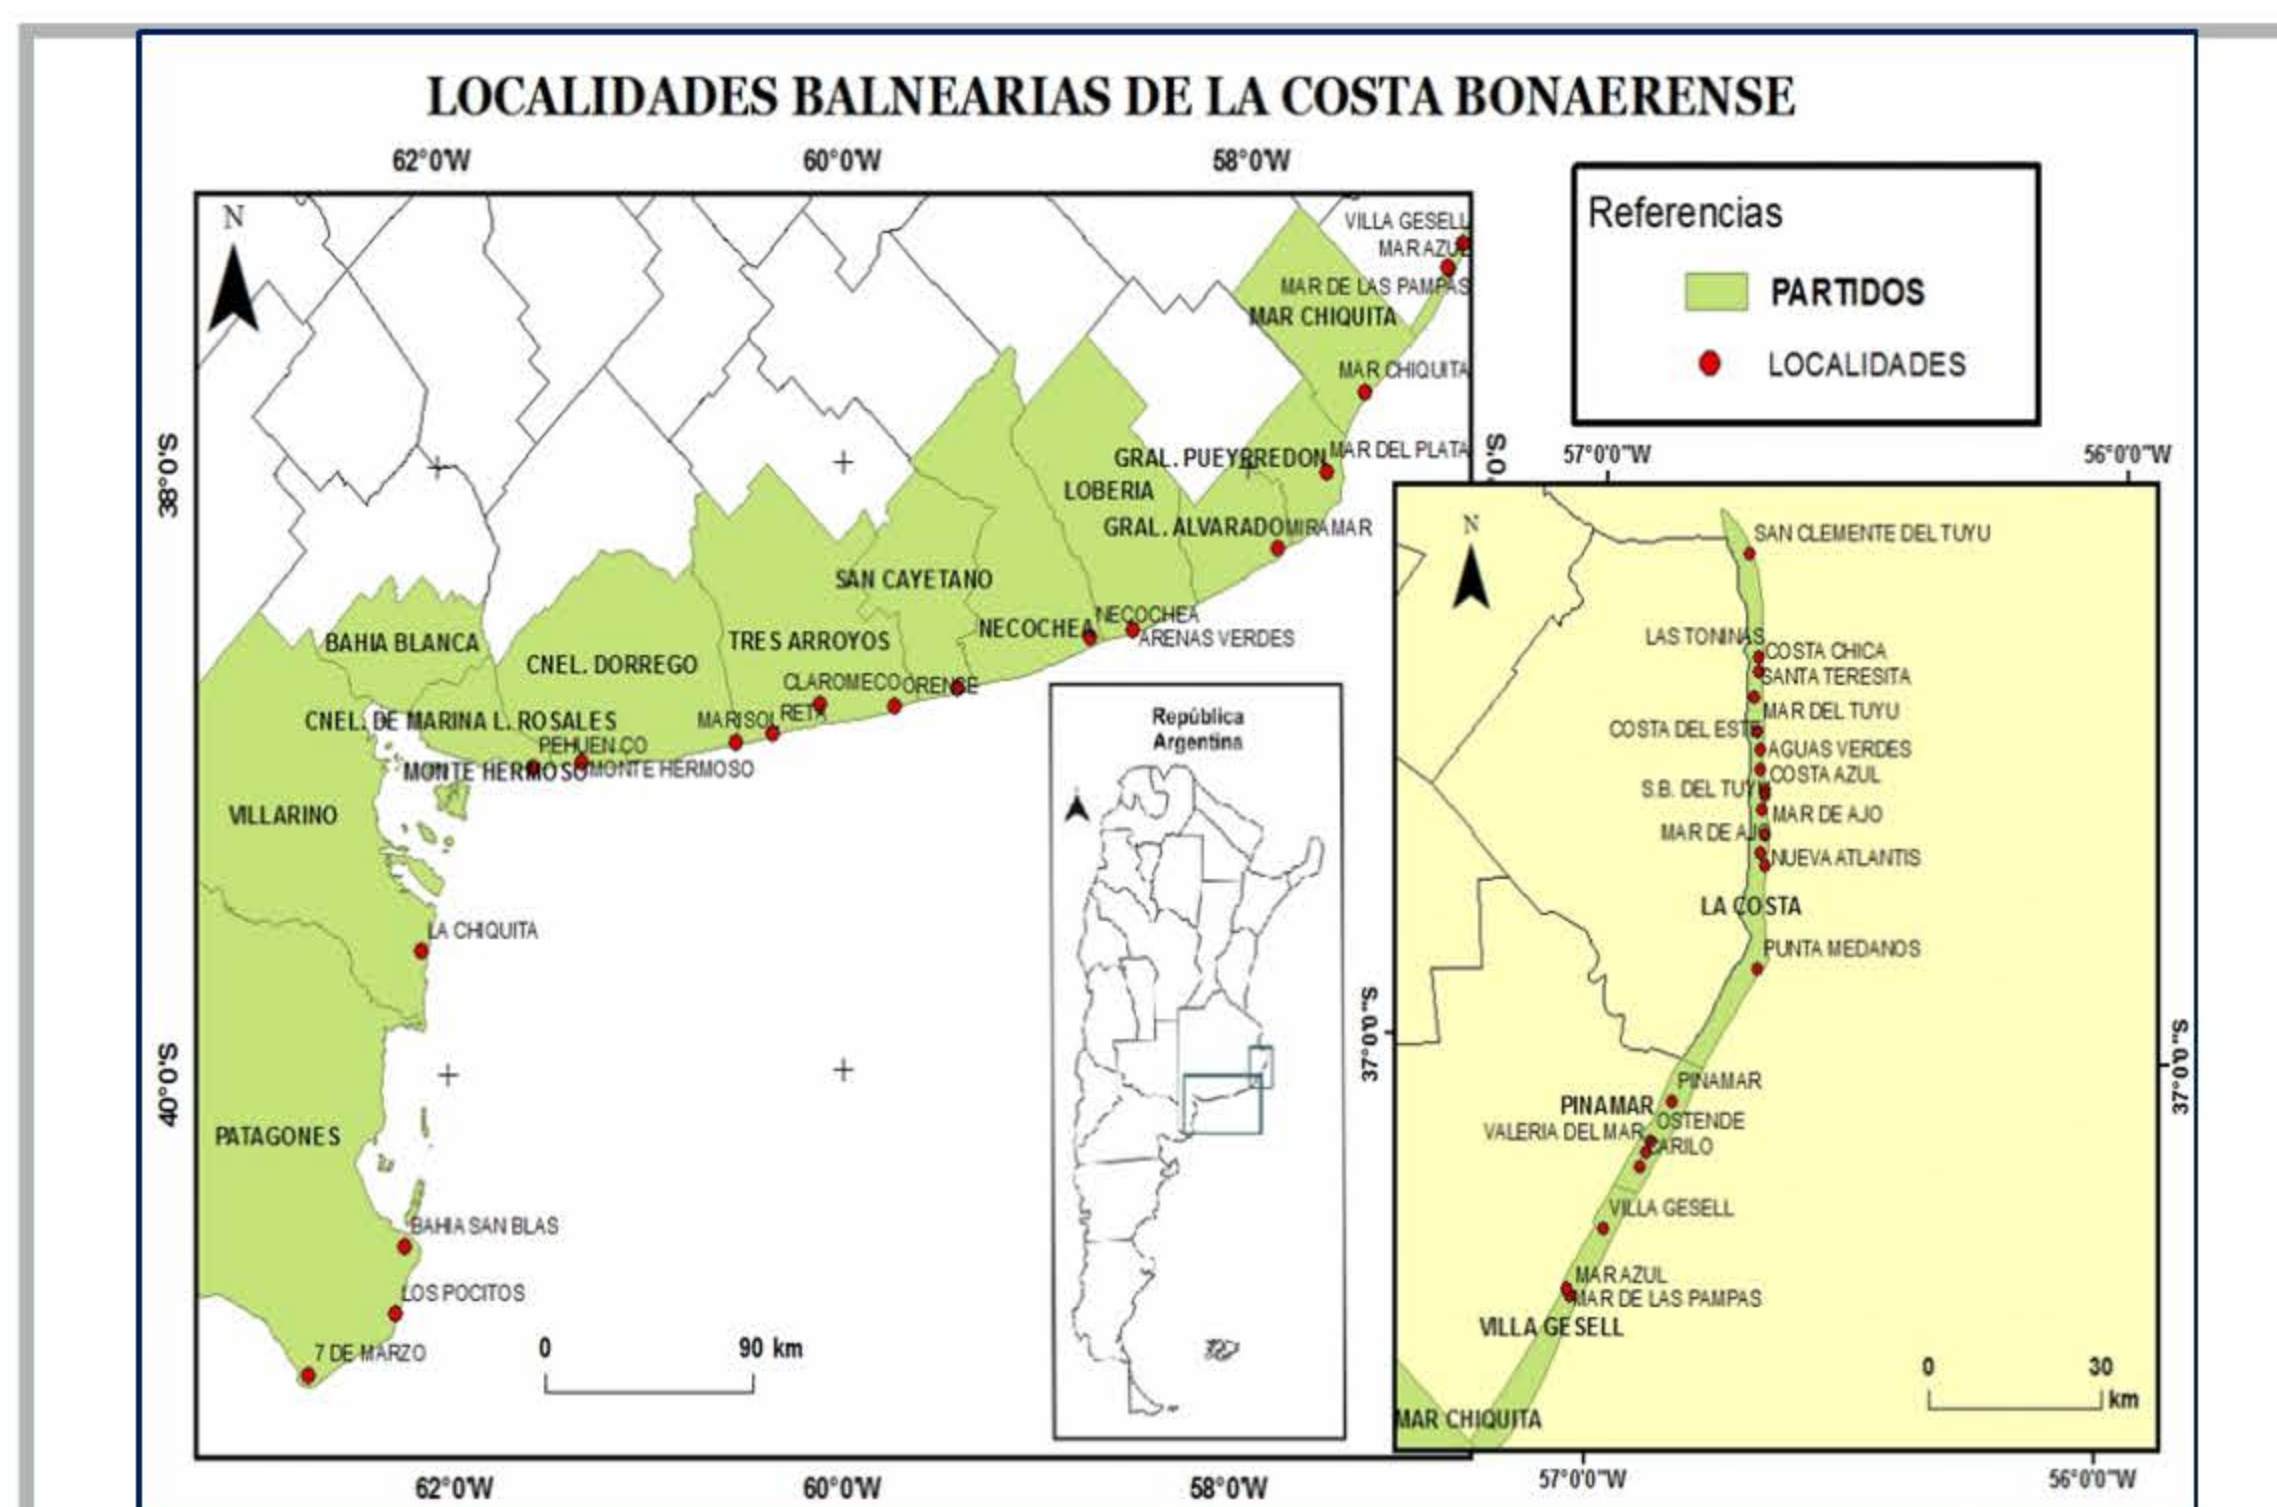 LOCALIDADES BALNEARIAS DE LA COSTA BONAERENSE
62°0'W
60°0'W
58°0'W
N
VILLA GESELL
MAR AZUL
MAR DE LAS PAMPAS
MAR CHIQUITA
MAR CHIQUITA
MAR DEL PLATA
GRAL. PUEYRREDON
LOBERIA
GRAL. ALVARADO
MIRAMAR
SAN CAYETANO
NECOCHEA
NECOCHEA
ARENAS VERDES
TRES ARROYOS
BAHIA BLANCA
CNEL. DORREGO
CLAROMECO
ORENSE
RETA
MARISOL
CNEL. DE MARINA L. ROSALES
PEHUEN CO
MONTE HERMOSO
MONTE HERMOSO
VILLARINO
LA CHIQUITA
PATAGONES
BAHIA SAN BLAS
LOS POCITOS
7 DE MARZO
0
90 km
38°0'S
40°0'S
0°0'S
62°0'W
60°0'W
58°0'W
República
Argentina
Referencias
PARTIDOS
LOCALIDADES
57°0'0"W
56°0'0"W
N
SAN CLEMENTE DEL TUYU
LAS TONINAS
COSTA CHICA
SANTA TERESITA
MAR DEL TUYU
COSTA DEL ESTE
AGUAS VERDES
COSTA AZUL
S.B. DEL TUYU
MAR DE AJO
MAR DE AJO
NUEVA ATLANTIS
LA COSTA
PUNTA MEDANOS
PINAMAR
PINAMAR
OSTENDE
VALERIA DEL MAR
CARILO
VILLA GESELL
MAR AZUL
MAR DE LAS PAMPAS
VILLA GESELL
MAR CHIQUITA
0
30
km
37°0'0"S
37°0'0"S
57°0'0"W
56°0'0"W